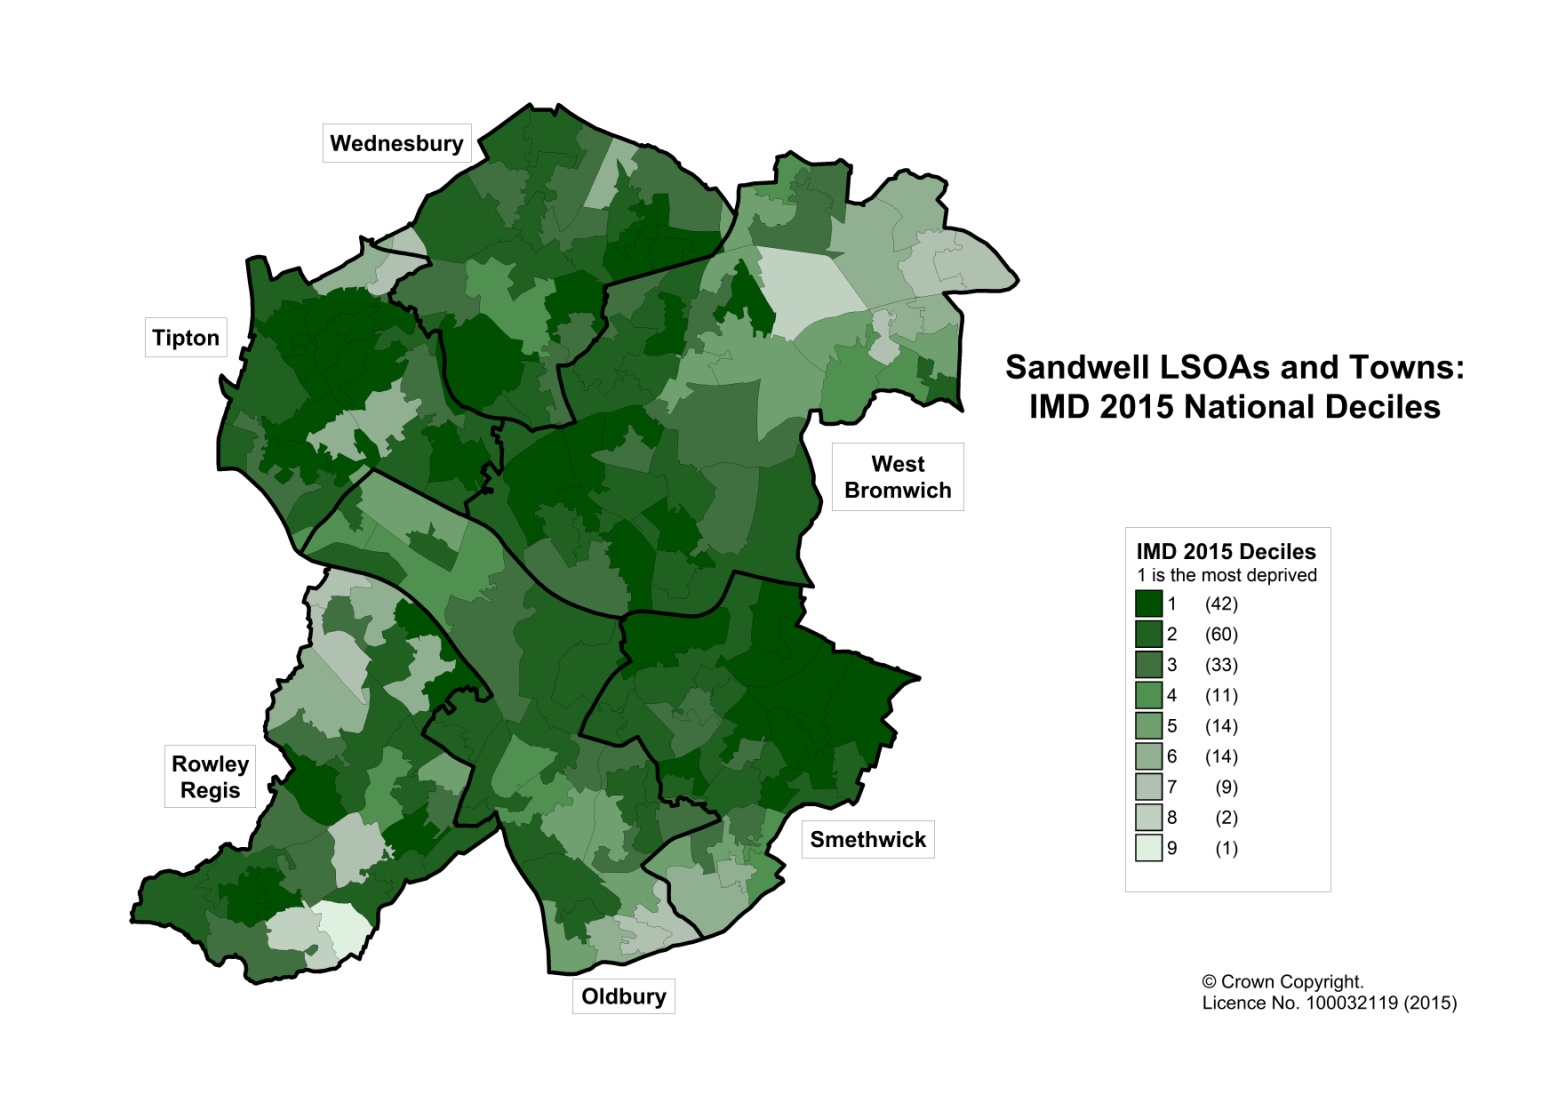 Wednesbury
Tipton
Sandwell LSOAs and Towns:
IMD 2015 National Deciles
West
Bromwich
IMD 2015 Deciles
1 is the most deprived
1 (42)
2 (60)
3 (33)
4 (11)
5 (14)
6 (14)
7 (9)
8 (2)
9 (1)
Rowley
Regis
Smethwick
Oldbury
© Crown Copyright.
Licence No. 100032119 (2015)